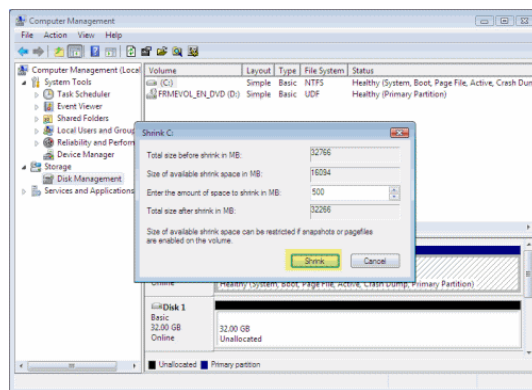 Computer Management
File Action View Help
Computer Management (Local
System Tools
Task Scheduler
Event Viewer
Shared Folders
Local Users and Group
Reliability and Perform
Device Manager
Storage
Disk Management
Services and Applications
Volume Layout Type File System Status
(C:) Simple Basic NTFS Healthy (System, Boot, Page File, Active, Crash Dum
FRMEVOL_EN_DVD (D:) Simple Basic UDF Healthy (Primary Partition)
Shrink C:
Total size before shrink in MB: 32766
Size of available shrink space in MB: 16094
Enter the amount of space to shrink in MB: 500
Total size after shrink in MB: 32266
Size of available shrink space can be restricted if snapshots or pagefiles
are enabled on the volume.
Shrink Cancel
Online Healthy (System, Boot, Page File, Active, Crash Dump, Primary Partition)
Disk 1
Basic
32.00 GB 32.00 GB
Online Unallocated
Unallocated Primary partition